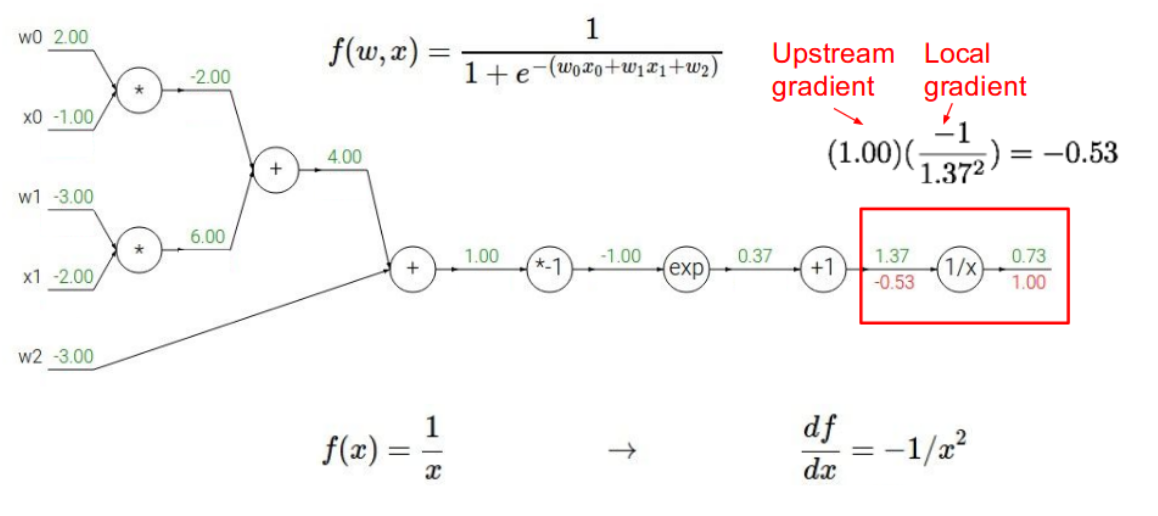 w0 2.00
f(w,x) = \frac{1}{1 + e^{-(w_0x_0+w_1x_1+w_2)}}
Upstream gradient
Local gradient
-2.00
*
x0 -1.00
(1.00)(\frac{-1}{1.37^2}) = -0.53
4.00
+
w1 -3.00
6.00
*
x1 -2.00
+
1.00
*-1
-1.00
exp
0.37
+1
1.37
-0.53
1/x
0.73
1.00
w2 -3.00
f(x) = \frac{1}{x} → \frac{df}{dx} = -1/x^2